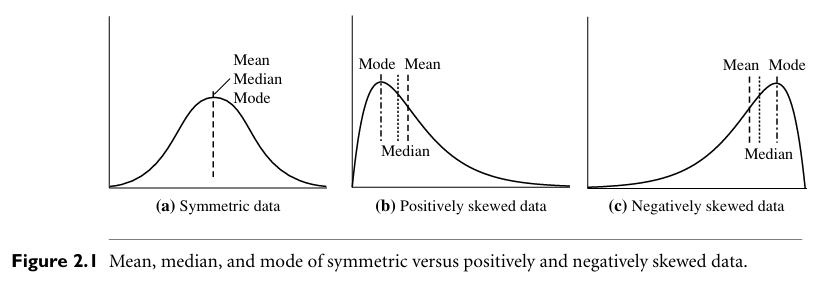 Mean
Median
Mode
(a) Symmetric data
Mode Mean
Median
(b) Positively skewed data
Mean Mode
Median
(c) Negatively skewed data
Figure 2.1 Mean, median, and mode of symmetric versus positively and negatively skewed data.